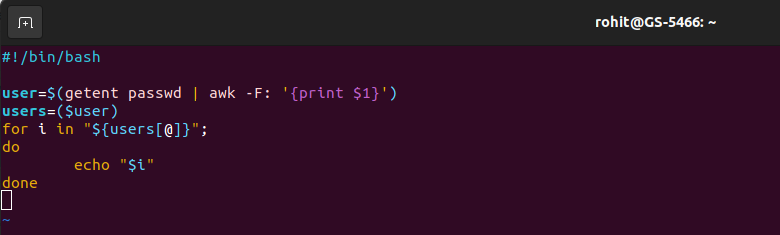 rohit@GS-5466: ~
#!/bin/bash
user=$(getent passwd | awk -F: '{print $1}')
users=($user)
for i in "${users[@]}";
do
        echo "$i"
done
~